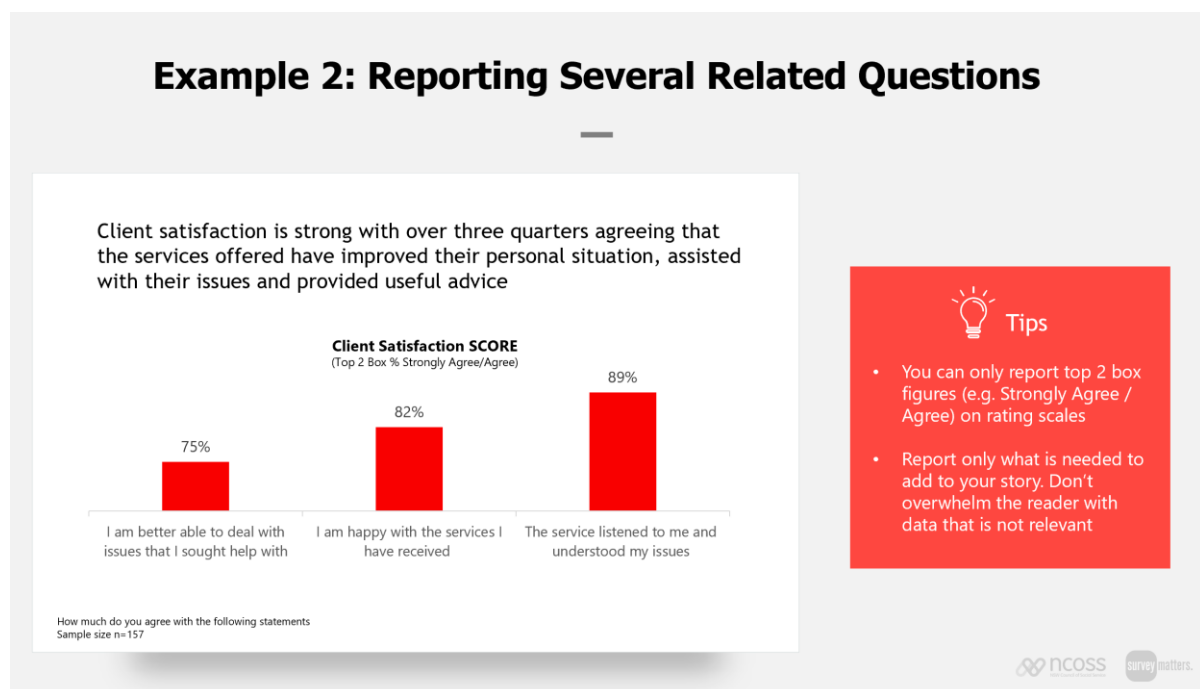 Example 2: Reporting Several Related Questions
Client satisfaction is strong with over three quarters agreeing that
the services offered have improved their personal situation, assisted
with their issues and provided useful advice
Client Satisfaction SCORE
(Top 2 Box % Strongly Agree/Agree)
75%
82%
89%
I am better able to deal with
issues that I sought help with
I am happy with the services I
have received
The service listened to me and
understood my issues
How much do you agree with the following statements
Sample size n=157
Tips
• You can only report top 2 box
figures (e.g. Strongly Agree /
Agree) on rating scales
• Report only what is needed to
add to your story. Don't
overwhelm the reader with
data that is not relevant
ncoss
survey matters.